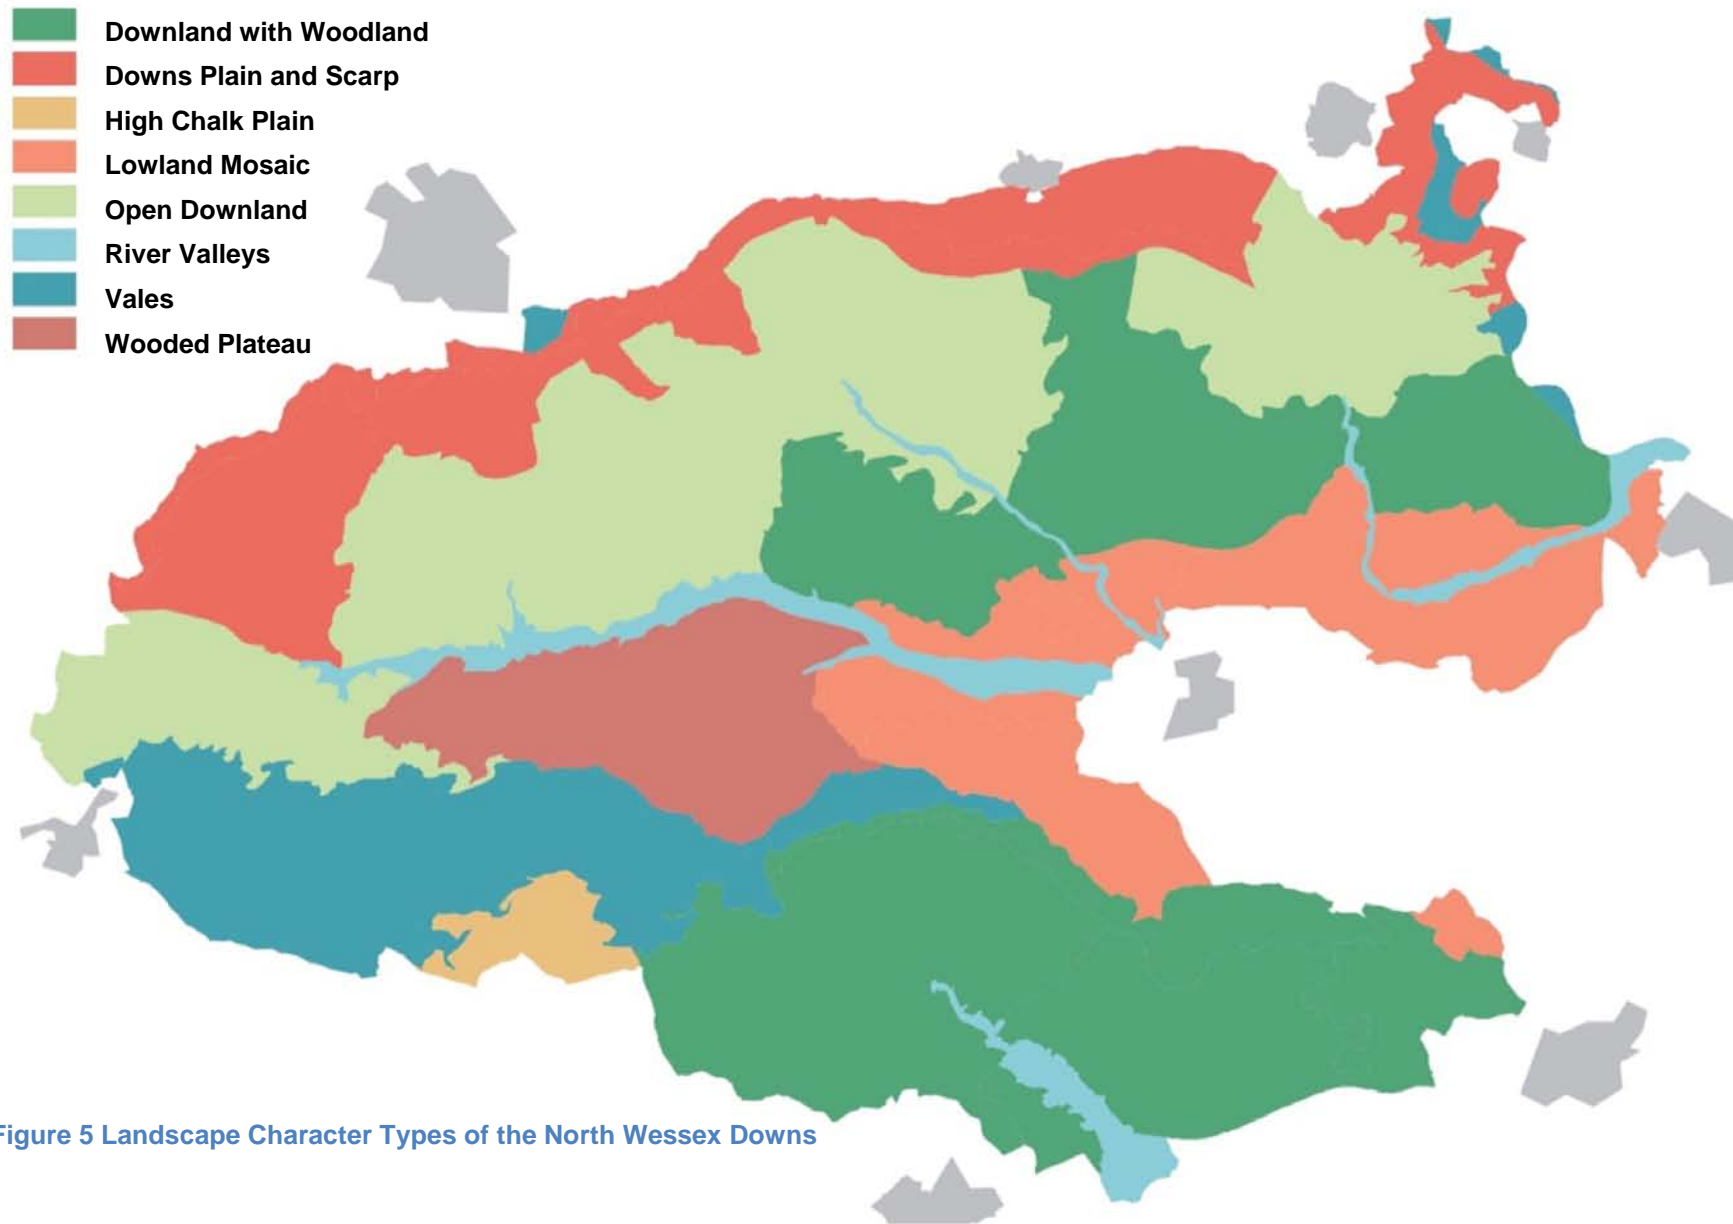 Downland with Woodland
Downs Plain and Scarp
High Chalk Plain
Lowland Mosaic
Open Downland
River Valleys
Vales
Wooded Plateau
Figure 5 Landscape Character Types of the North Wessex Downs